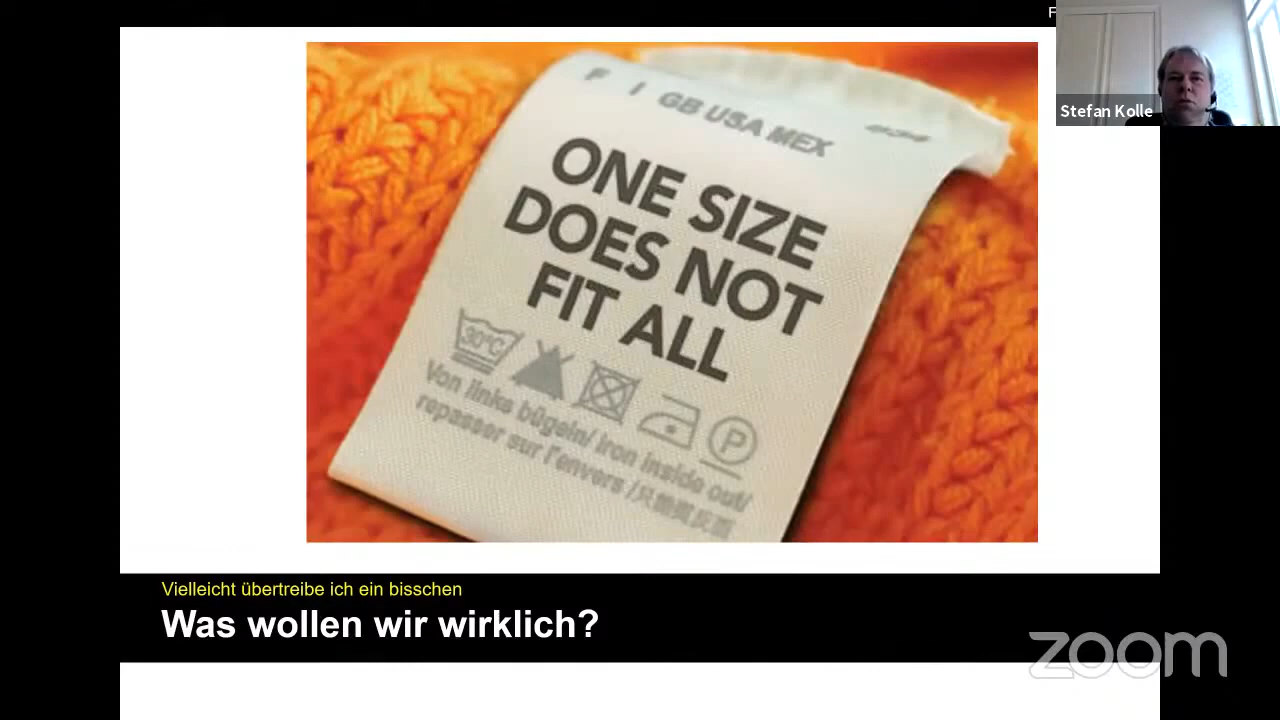 F
Stefan Kolle
F I GB USA MEX
ONE SIZE
DOES NOT
FIT ALL
30°C
P
Von links bügeln/ iron inside out/
repasser sur l'envers /
Vielleicht übertreibe ich ein bisschen
Was wollen wir wirklich?
zoom